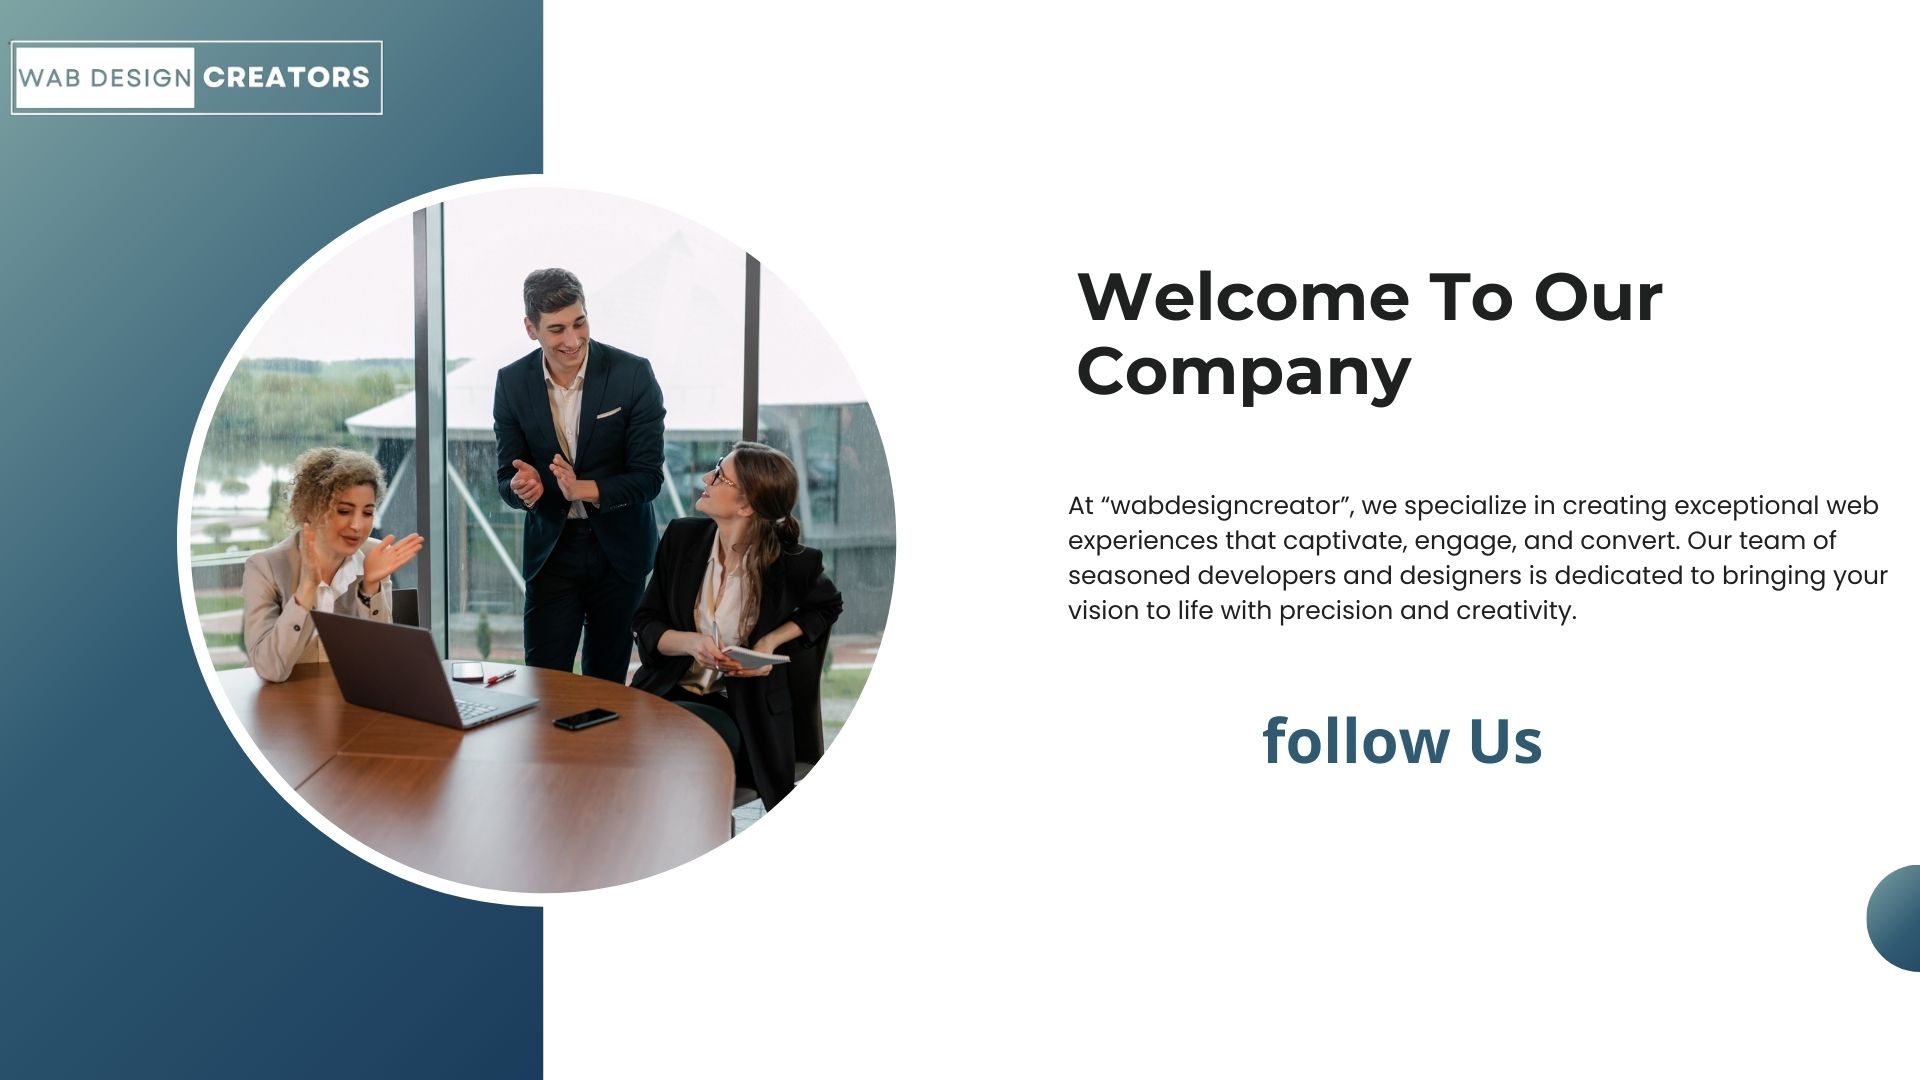 WAB DESIGN CREATORS
Welcome To Our
Company
At “wabdesigncreator”, we specialize in creating exceptional web
experiences that captivate, engage, and convert. Our team of
seasoned developers and designers is dedicated to bringing your
vision to life with precision and creativity.
follow Us